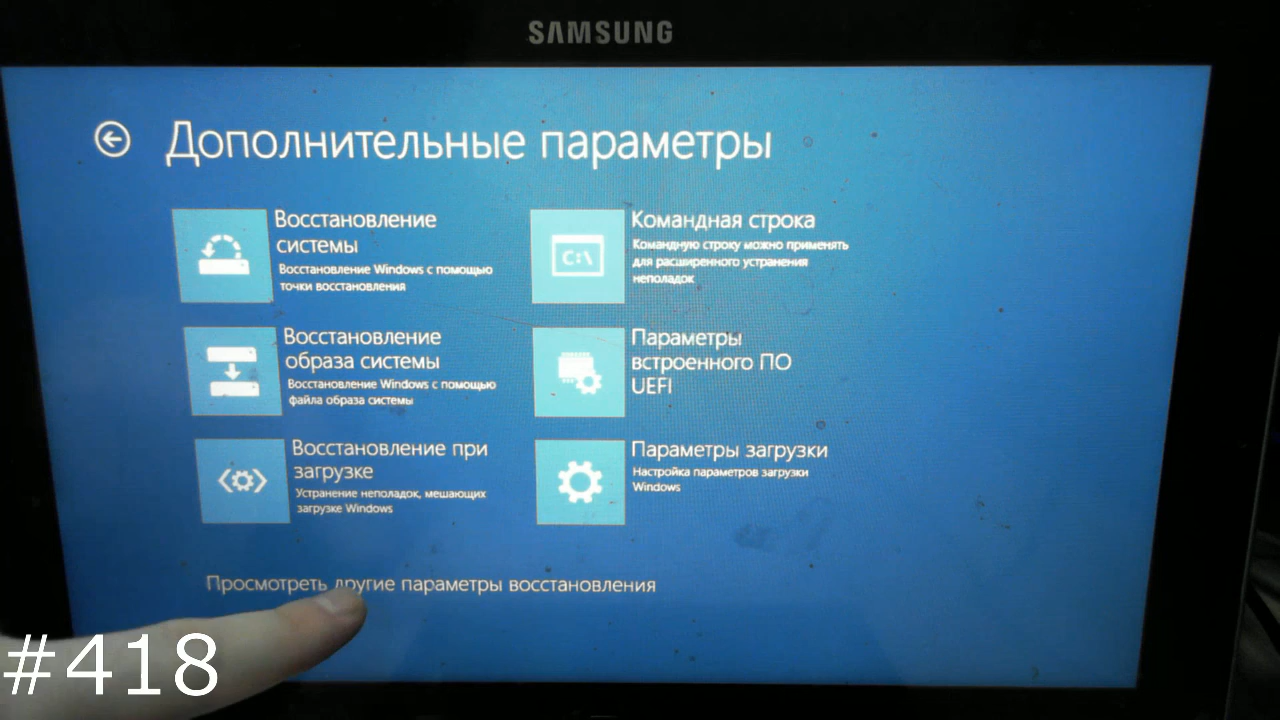 SAMSUNG
Дополнительные параметры
Восстановление
системы
Восстановление Windows с помощью
точки восстановления
Командная строка
Командную строку можно применять
для расширенного устранения
неполадок
Восстановление
образа системы
Восстановление Windows с помощью
файла образа системы
C:\
Параметры
встроенного ПО
UEFI
Восстановление при
загрузке
Устранение неполадок, мешающих
загрузке Windows
Параметры загрузки
Настройка параметров загрузки
Windows
Просмотреть другие параметры восстановления
#418